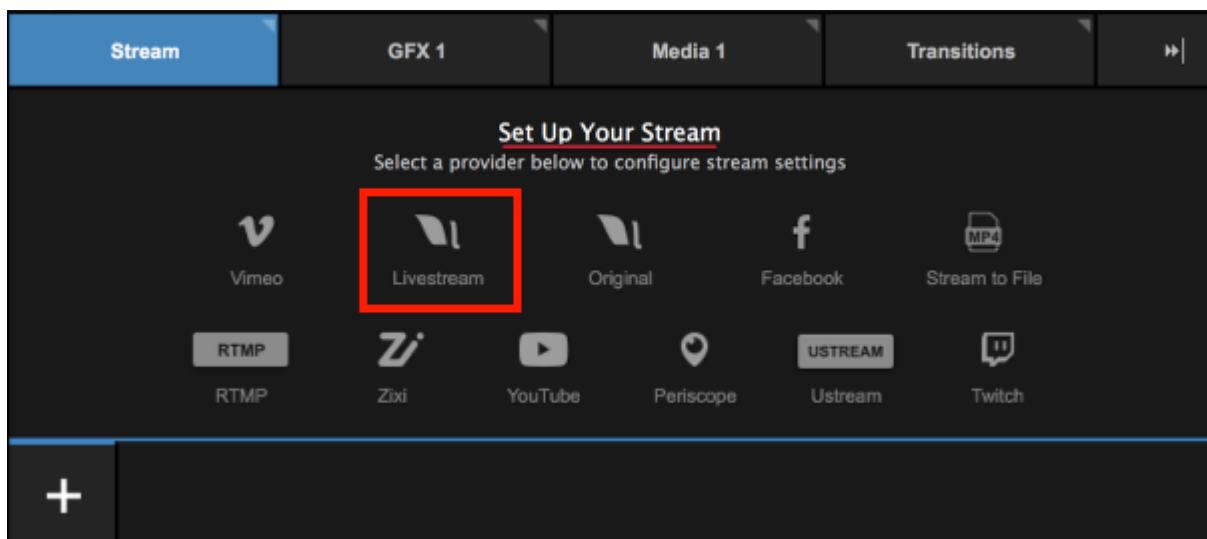 Stream GFX 1 Media 1 Transitions
Set Up Your Stream
Select a provider below to configure stream settings
MP4
Vimeo Livestream Original Facebook Stream to File
RTMP USTREAM
RTMP Zixi YouTube Periscope Ustream Twitch